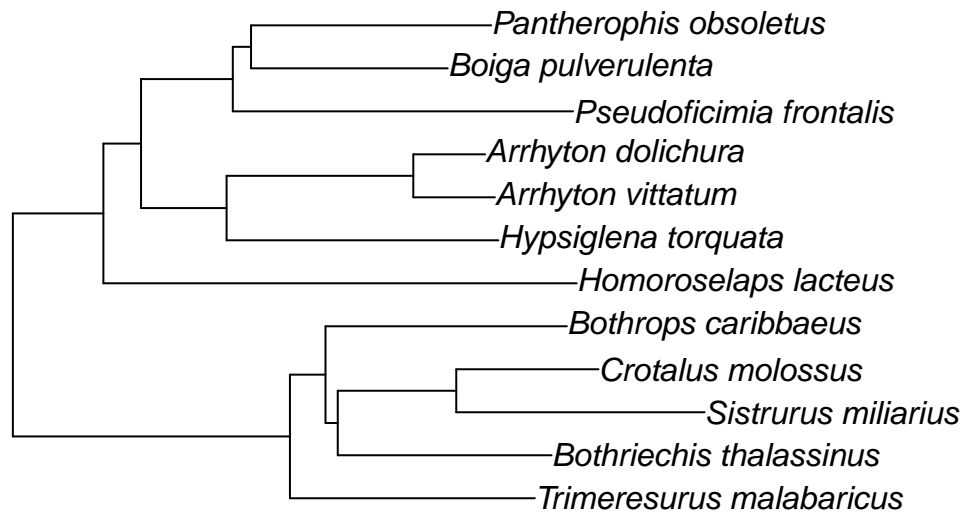 Pantherophis obsoletus
Boiga pulverulenta
Pseudoficimia frontalis
Arrhyton dolichura
Arrhyton vittatum
Hypsiglena torquata
Homoroselaps lacteus
Bothrops caribbaeus
Crotalus molossus
Sistrurus miliarius
Bothriechis thalassinus
Trimeresurus malabaricus